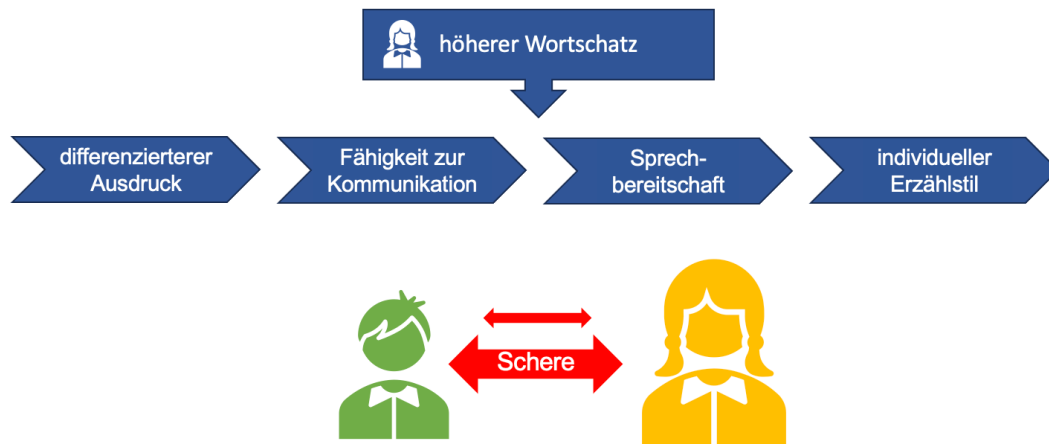 höherer Wortschatz
differenzierterer
Ausdruck
Fähigkeit zur
Kommunikation
Sprech-
bereitschaft
individueller
Erzählstil
Schere